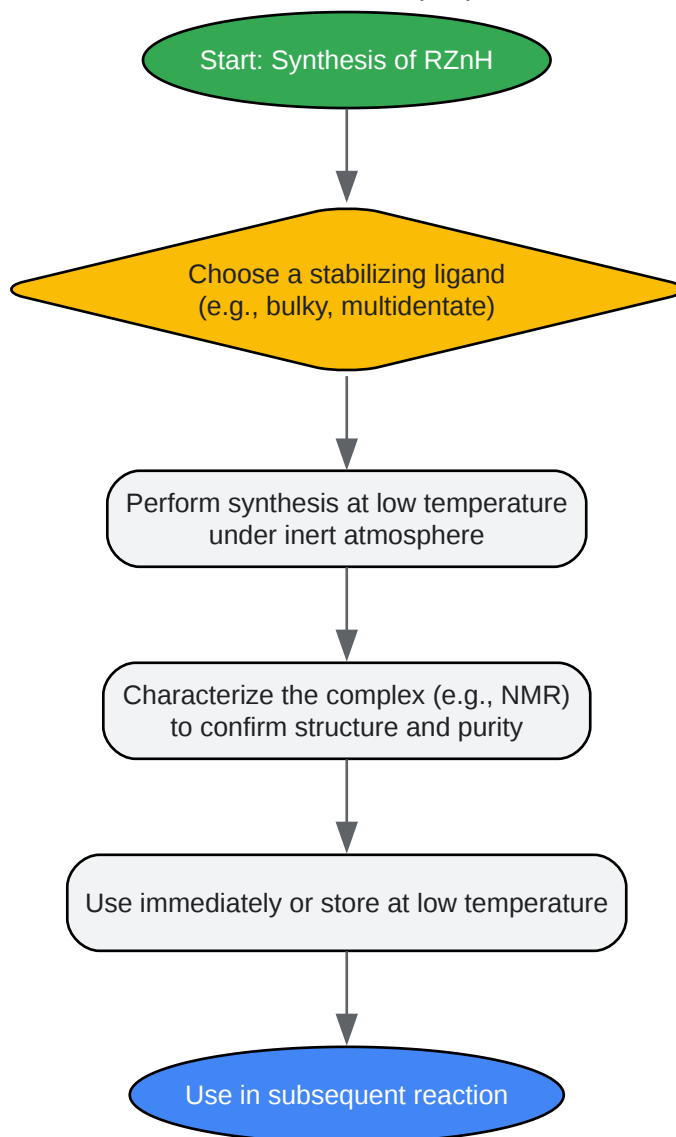 Start: Synthesis of RZnH
Choose a stabilizing ligand
(e.g., bulky, multidentate)
Perform synthesis at low temperature
under inert atmosphere
Characterize the complex (e.g., NMR)
to confirm structure and purity
Use immediately or store at low temperature
Use in subsequent reaction